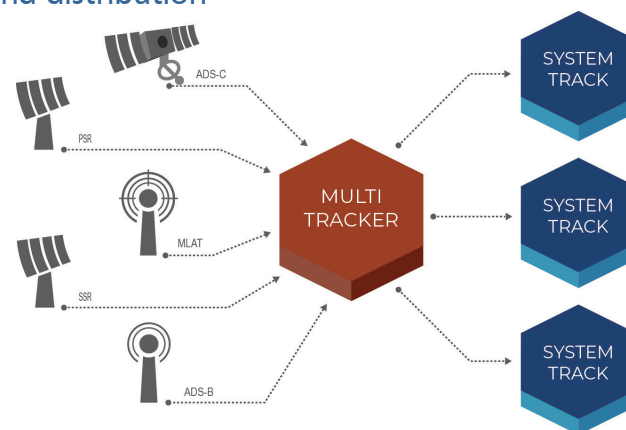 nd distribution
ADS-C
PSR
MLAT
SSR
ADS-B
MULTI
TRACKER
SYSTEM
TRACK
SYSTEM
TRACK
SYSTEM
TRACK